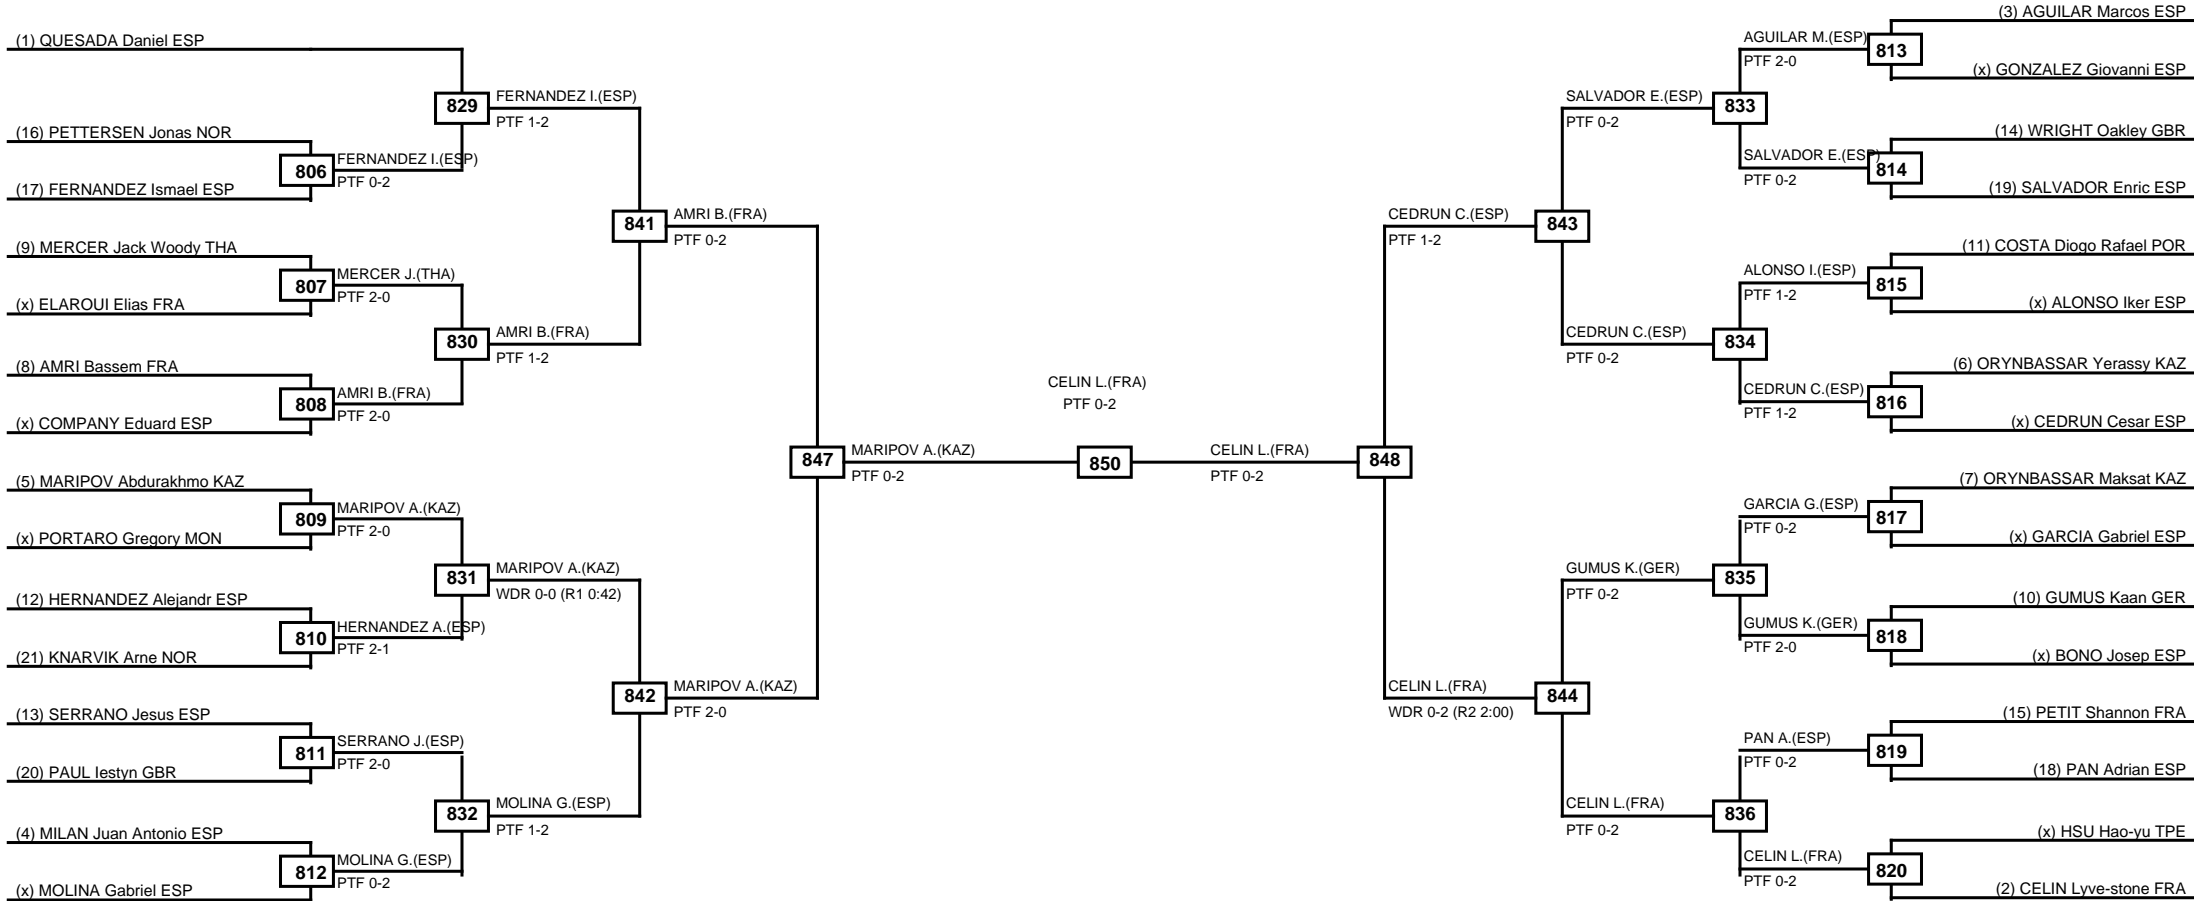 (1) QUESADA Daniel ESP
829
FERNANDEZ I.(ESP)
PTF 1-2
(16) PETTERSEN Jonas NOR
806
FERNANDEZ I.(ESP)
PTF 0-2
(17) FERNANDEZ Ismael ESP
841
AMRI B.(FRA)
PTF 0-2
(9) MERCER Jack Woody THA
807
MERCER J.(THA)
PTF 2-0
(x) ELAROUI Elias FRA
830
AMRI B.(FRA)
PTF 1-2
(8) AMRI Bassem FRA
808
AMRI B.(FRA)
PTF 2-0
(x) COMPANY Eduard ESP
847
MARIPOV A.(KAZ)
PTF 0-2
(5) MARIPOV Abdurakhmo KAZ
809
MARIPOV A.(KAZ)
PTF 2-0
(x) PORTARO Gregory MON
831
MARIPOV A.(KAZ)
WDR 0-0 (R1 0:42)
(12) HERNANDEZ Alejandr ESP
810
HERNANDEZ A.(ESP)
PTF 2-1
(21) KNARVIK Arne NOR
842
MARIPOV A.(KAZ)
PTF 2-0
(13) SERRANO Jesus ESP
811
SERRANO J.(ESP)
PTF 2-0
(20) PAUL Iestyn GBR
832
MOLINA G.(ESP)
PTF 1-2
(4) MILAN Juan Antonio ESP
812
MOLINA G.(ESP)
PTF 0-2
(x) MOLINA Gabriel ESP
CELIN L.(FRA)
PTF 0-2
850
CELIN L.(FRA)
PTF 0-2
848
(3) AGUILAR Marcos ESP
AGUILAR M.(ESP)
PTF 2-0
813
(x) GONZALEZ Giovanni ESP
SALVADOR E.(ESP)
PTF 0-2
833
(14) WRIGHT Oakley GBR
SALVADOR E.(ESP)
PTF 0-2
814
(19) SALVADOR Enric ESP
CEDRUN C.(ESP)
PTF 1-2
843
(11) COSTA Diogo Rafael POR
ALONSO I.(ESP)
PTF 1-2
815
(x) ALONSO Iker ESP
CEDRUN C.(ESP)
PTF 0-2
834
(6) ORYNBASSAR Yerassy KAZ
CEDRUN C.(ESP)
PTF 1-2
816
(x) CEDRUN Cesar ESP
(7) ORYNBASSAR Maksat KAZ
GARCIA G.(ESP)
PTF 0-2
817
(x) GARCIA Gabriel ESP
GUMUS K.(GER)
PTF 0-2
835
(10) GUMUS Kaan GER
GUMUS K.(GER)
PTF 2-0
818
(x) BONO Josep ESP
CELIN L.(FRA)
WDR 0-2 (R2 2:00)
844
(15) PETIT Shannon FRA
PAN A.(ESP)
PTF 0-2
819
(18) PAN Adrian ESP
CELIN L.(FRA)
PTF 0-2
836
(x) HSU Hao-yu TPE
CELIN L.(FRA)
PTF 0-2
820
(2) CELIN Lyve-stone FRA